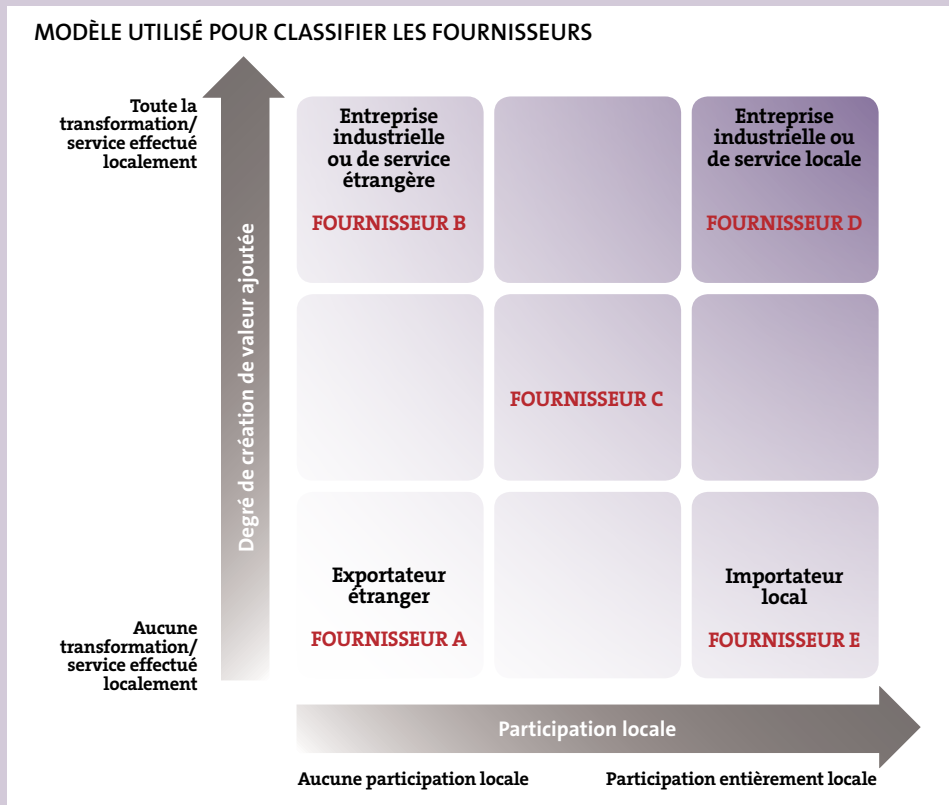 MODÈLE UTILISÉ POUR CLASSIFIER LES FOURNISSEURS
Toute la
transformation/
service effectué
localement
Degré de création de valeur ajoutée
Entreprise
industrielle
ou de service
étrangère
FOURNISSEUR B
Entreprise
industrielle ou
de service locale
FOURNISSEUR D
FOURNISSEUR C
Exportateur
étranger
FOURNISSEUR A
Importateur
local
FOURNISSEUR E
Aucune
transformation/
service effectué
localement
Participation locale
Aucune participation locale
Participation entièrement locale